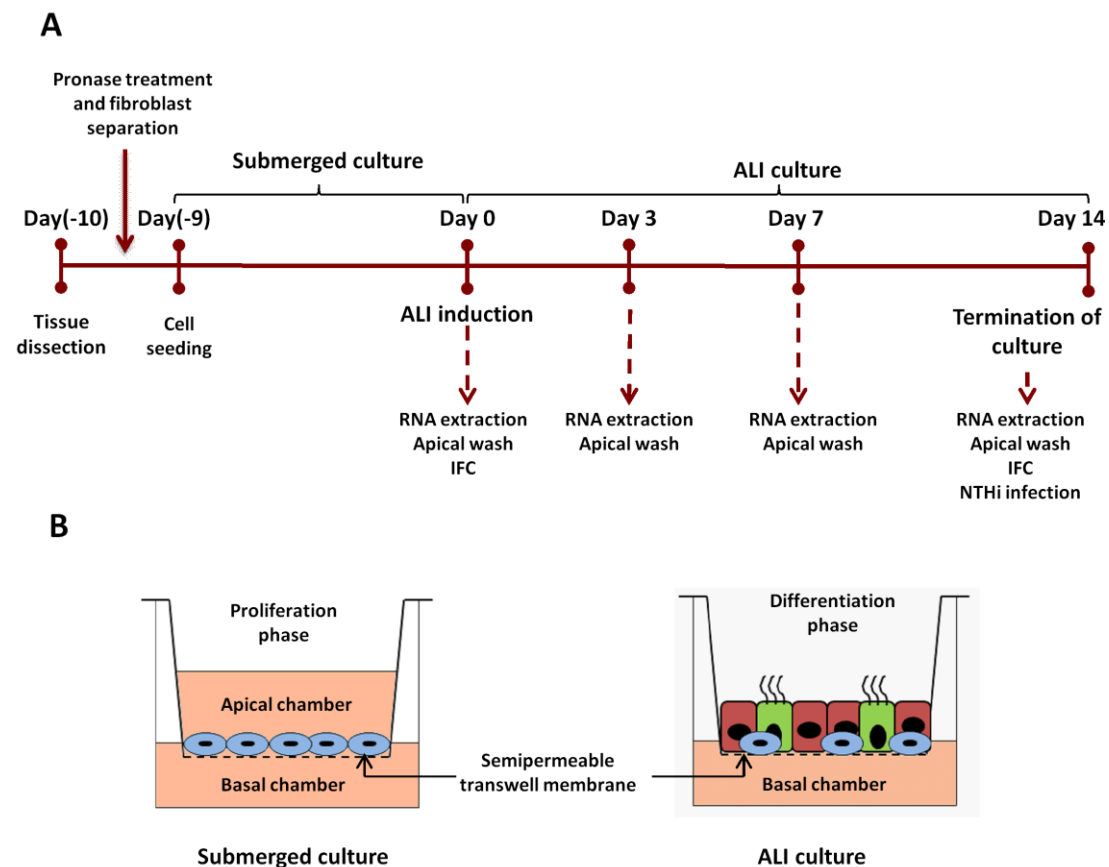 A
Pronase treatment
and fibroblast
separation
Submerged culture
ALI culture
Day(-10)
Day(-9)
Day 0
Day 3
Day 7
Day 14
Tissue
dissection
Cell
seeding
ALI induction
Termination of
culture
RNA extraction
Apical wash
IFC
RNA extraction
Apical wash
RNA extraction
Apical wash
RNA extraction
Apical wash
IFC
NTHi infection
B
Proliferation
phase
Apical chamber
Basal chamber
Semipermeable
transwell membrane
Differentiation
phase
Basal chamber
Submerged culture
ALI culture